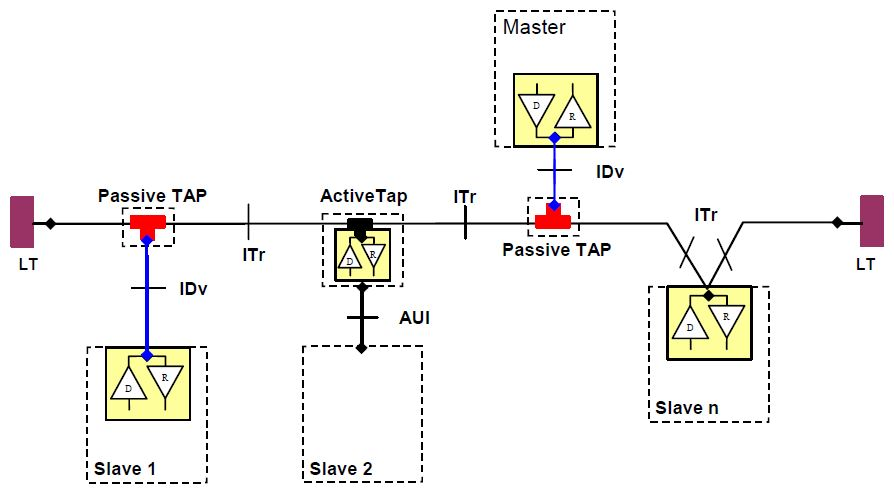 Master
D
R
IDv
Passive TAP
ActiveTap
ITr
ITr
ITr
Passive TAP
LT
LT
D
R
IDv
AUI
D
R
D
R
Slave 1
Slave 2
Slave n